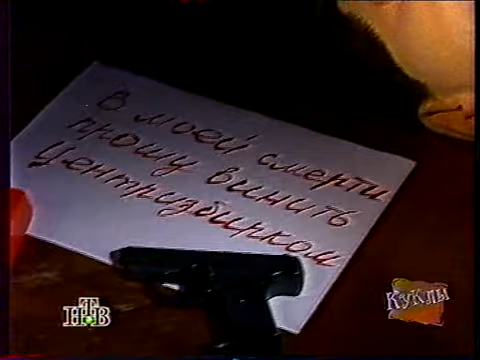 В моей смерти
прошу винить
Центризбирком
НТВ
Куклы